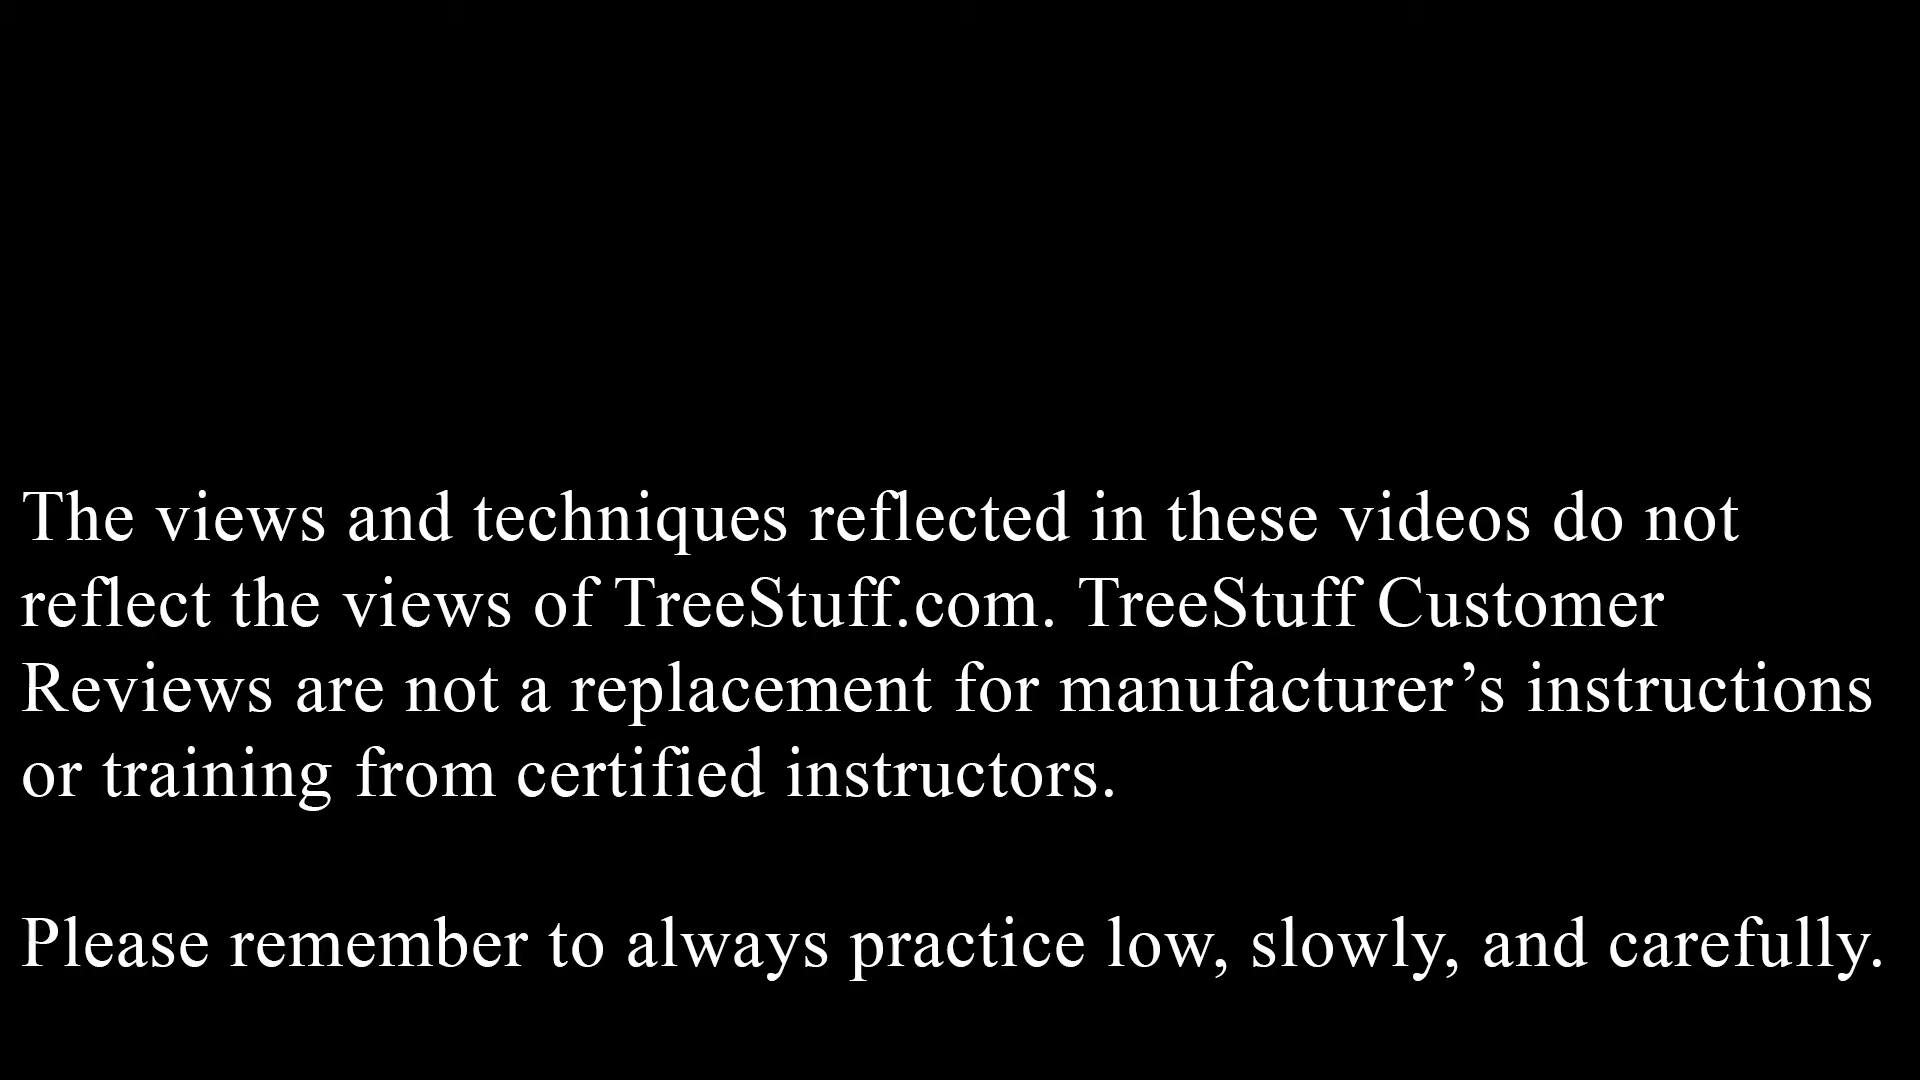 The views and techniques reflected in these videos do not
reflect the views of TreeStuff.com. TreeStuff Customer
Reviews are not a replacement for manufacturer’s instructions
or training from certified instructors.
Please remember to always practice low, slowly, and carefully.